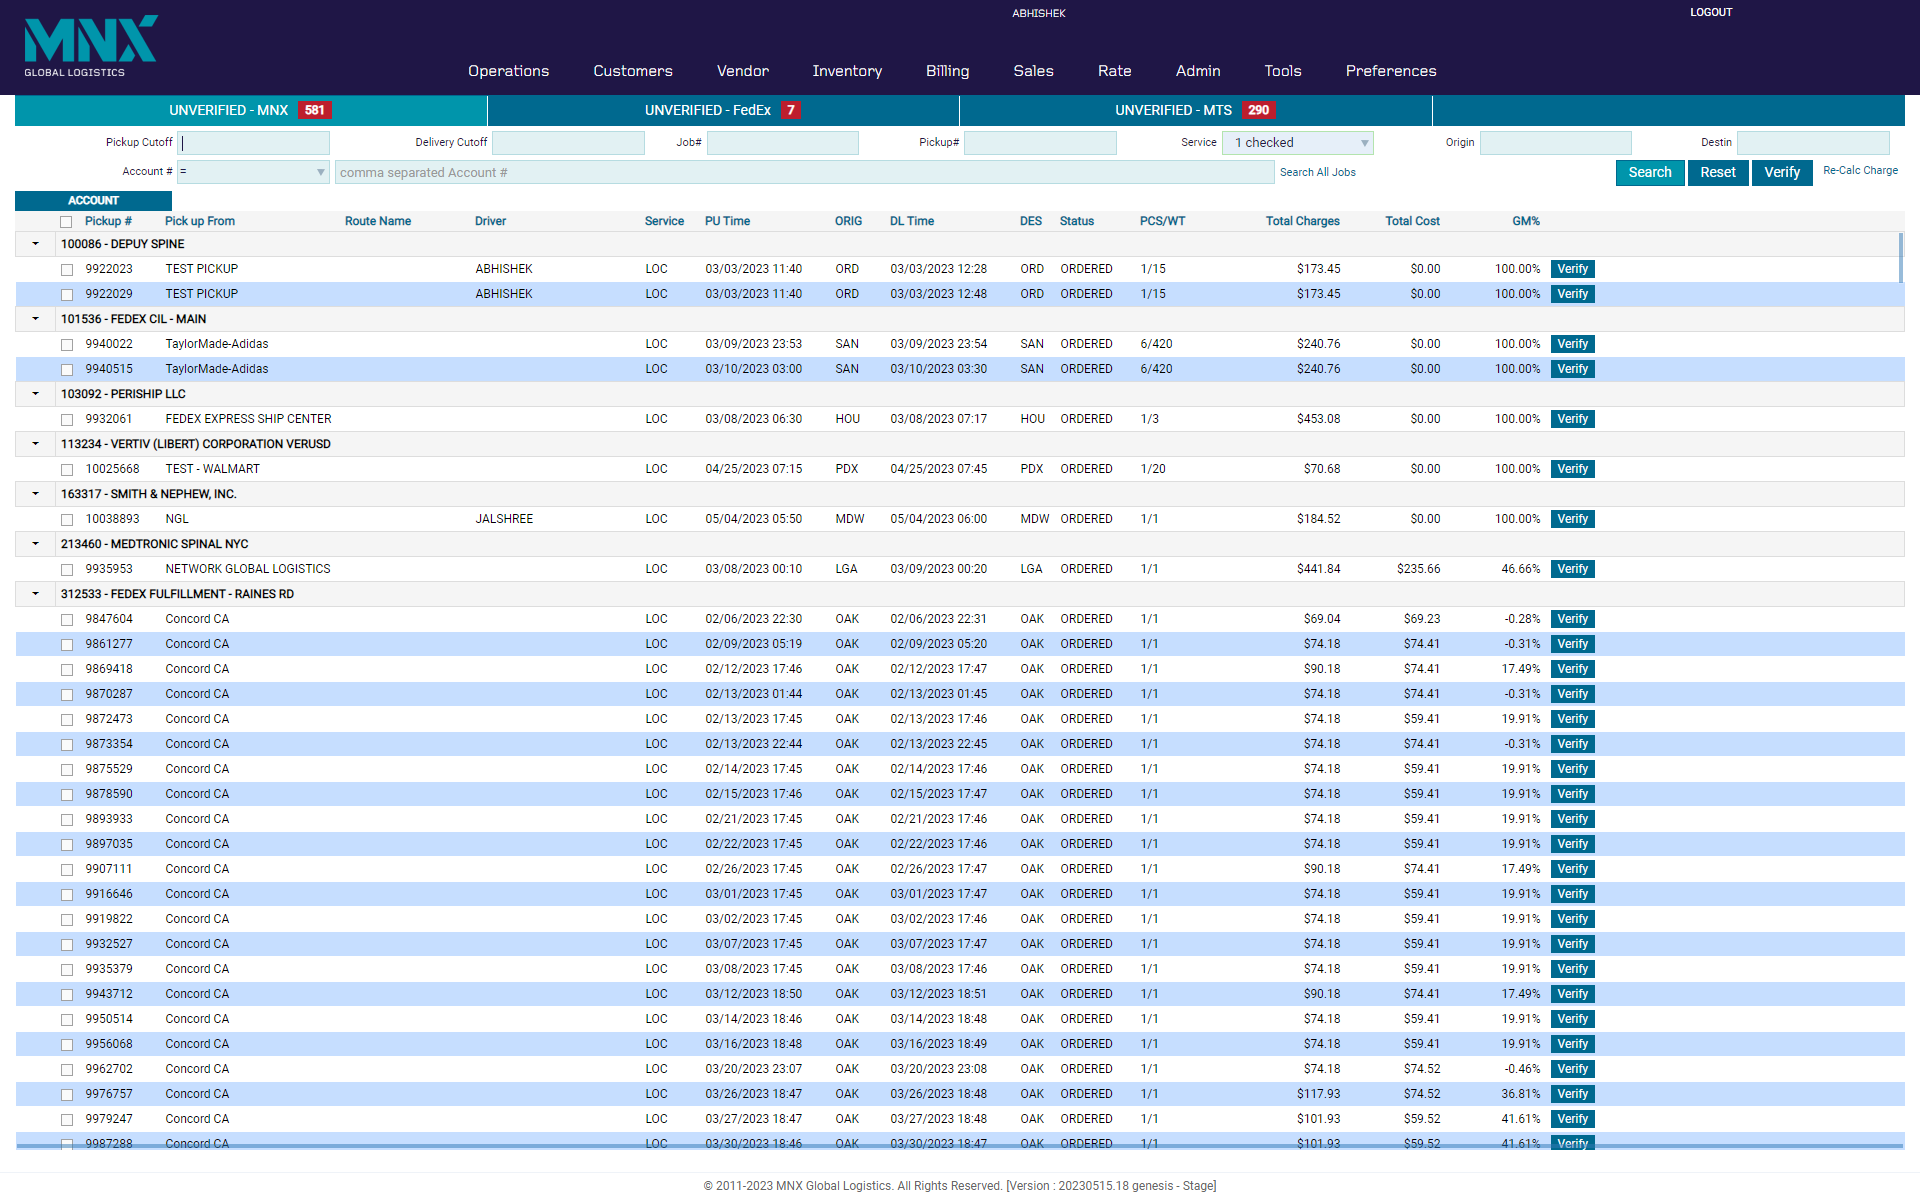 MNX
GLOBAL LOGISTICS
ABHISHEK
LOGOUT
Operations Customers Vendor Inventory Billing Sales Rate Admin Tools Preferences
UNVERIFIED - MNX 581 UNVERIFIED - FedEx 7 UNVERIFIED - MTS 290
Pickup Cutoff Delivery Cutoff Job# Pickup# Service 1 checked Origin Destin
Account # = comma separated Account # Search All Jobs Search Reset Verify Re-Calc Charge
ACCOUNT
Pickup # Pick up From Route Name Driver Service PU Time ORIG DL Time DES Status PCS/WT Total Charges Total Cost GM%
100086 - DEPUY SPINE
9922023 TEST PICKUP ABHISHEK LOC 03/03/2023 11:40 ORD 03/03/2023 12:28 ORD ORDERED 1/15 $173.45 $0.00 100.00% Verify
9922029 TEST PICKUP ABHISHEK LOC 03/03/2023 11:40 ORD 03/03/2023 12:48 ORD ORDERED 1/15 $173.45 $0.00 100.00% Verify
101536 - FEDEX CIL - MAIN
9940022 TaylorMade-Adidas LOC 03/09/2023 23:53 SAN 03/09/2023 23:54 SAN ORDERED 6/420 $240.76 $0.00 100.00% Verify
9940515 TaylorMade-Adidas LOC 03/10/2023 03:00 SAN 03/10/2023 03:30 SAN ORDERED 6/420 $240.76 $0.00 100.00% Verify
103092 - PERISHIP LLC
9932061 FEDEX EXPRESS SHIP CENTER LOC 03/08/2023 06:30 HOU 03/08/2023 07:17 HOU ORDERED 1/3 $453.08 $0.00 100.00% Verify
113234 - VERTIV (LIBERT) CORPORATION VERUSD
10025668 TEST - WALMART LOC 04/25/2023 07:15 PDX 04/25/2023 07:45 PDX ORDERED 1/20 $70.68 $0.00 100.00% Verify
163317 - SMITH & NEPHEW, INC.
10038893 NGL JALSHREE LOC 05/04/2023 05:50 MDW 05/04/2023 06:00 MDW ORDERED 1/1 $184.52 $0.00 100.00% Verify
213460 - MEDTRONIC SPINAL NYC
9935953 NETWORK GLOBAL LOGISTICS LOC 03/08/2023 00:10 LGA 03/09/2023 00:20 LGA ORDERED 1/1 $441.84 $235.66 46.66% Verify
312533 - FEDEX FULFILLMENT - RAINES RD
9847604 Concord CA LOC 02/06/2023 22:30 OAK 02/06/2023 22:31 OAK ORDERED 1/1 $69.04 $69.23 -0.28% Verify
9861277 Concord CA LOC 02/09/2023 05:19 OAK 02/09/2023 05:20 OAK ORDERED 1/1 $74.18 $74.41 -0.31% Verify
9869418 Concord CA LOC 02/12/2023 17:46 OAK 02/12/2023 17:47 OAK ORDERED 1/1 $90.18 $74.41 17.49% Verify
9870287 Concord CA LOC 02/13/2023 01:44 OAK 02/13/2023 01:45 OAK ORDERED 1/1 $74.18 $74.41 -0.31% Verify
9872473 Concord CA LOC 02/13/2023 17:45 OAK 02/13/2023 17:46 OAK ORDERED 1/1 $74.18 $59.41 19.91% Verify
9873354 Concord CA LOC 02/13/2023 22:44 OAK 02/13/2023 22:45 OAK ORDERED 1/1 $74.18 $74.41 -0.31% Verify
9875529 Concord CA LOC 02/14/2023 17:45 OAK 02/14/2023 17:46 OAK ORDERED 1/1 $74.18 $59.41 19.91% Verify
9878590 Concord CA LOC 02/15/2023 17:46 OAK 02/15/2023 17:47 OAK ORDERED 1/1 $74.18 $59.41 19.91% Verify
9893933 Concord CA LOC 02/21/2023 17:45 OAK 02/21/2023 17:46 OAK ORDERED 1/1 $74.18 $59.41 19.91% Verify
9897035 Concord CA LOC 02/22/2023 17:45 OAK 02/22/2023 17:46 OAK ORDERED 1/1 $74.18 $59.41 19.91% Verify
9907111 Concord CA LOC 02/26/2023 17:45 OAK 02/26/2023 17:47 OAK ORDERED 1/1 $90.18 $74.41 17.49% Verify
9916646 Concord CA LOC 03/01/2023 17:45 OAK 03/01/2023 17:47 OAK ORDERED 1/1 $74.18 $59.41 19.91% Verify
9919822 Concord CA LOC 03/02/2023 17:45 OAK 03/02/2023 17:46 OAK ORDERED 1/1 $74.18 $59.41 19.91% Verify
9932527 Concord CA LOC 03/07/2023 17:45 OAK 03/07/2023 17:47 OAK ORDERED 1/1 $74.18 $59.41 19.91% Verify
9935379 Concord CA LOC 03/08/2023 17:45 OAK 03/08/2023 17:46 OAK ORDERED 1/1 $74.18 $59.41 19.91% Verify
9943712 Concord CA LOC 03/12/2023 18:50 OAK 03/12/2023 18:51 OAK ORDERED 1/1 $90.18 $74.41 17.49% Verify
9950514 Concord CA LOC 03/14/2023 18:46 OAK 03/14/2023 18:48 OAK ORDERED 1/1 $74.18 $59.41 19.91% Verify
9956068 Concord CA LOC 03/16/2023 18:48 OAK 03/16/2023 18:49 OAK ORDERED 1/1 $74.18 $59.41 19.91% Verify
9962702 Concord CA LOC 03/20/2023 23:07 OAK 03/20/2023 23:08 OAK ORDERED 1/1 $74.18 $74.52 -0.46% Verify
9976757 Concord CA LOC 03/26/2023 18:47 OAK 03/26/2023 18:48 OAK ORDERED 1/1 $117.93 $74.52 36.81% Verify
9979247 Concord CA LOC 03/27/2023 18:47 OAK 03/27/2023 18:48 OAK ORDERED 1/1 $101.93 $59.52 41.61% Verify
9987288 Concord CA LOC 03/30/2023 18:46 OAK 03/30/2023 18:47 OAK ORDERED 1/1 $101.93 $59.52 41.61% Verify
© 2011-2023 MNX Global Logistics. All Rights Reserved. [Version : 20230515.18 genesis - Stage]